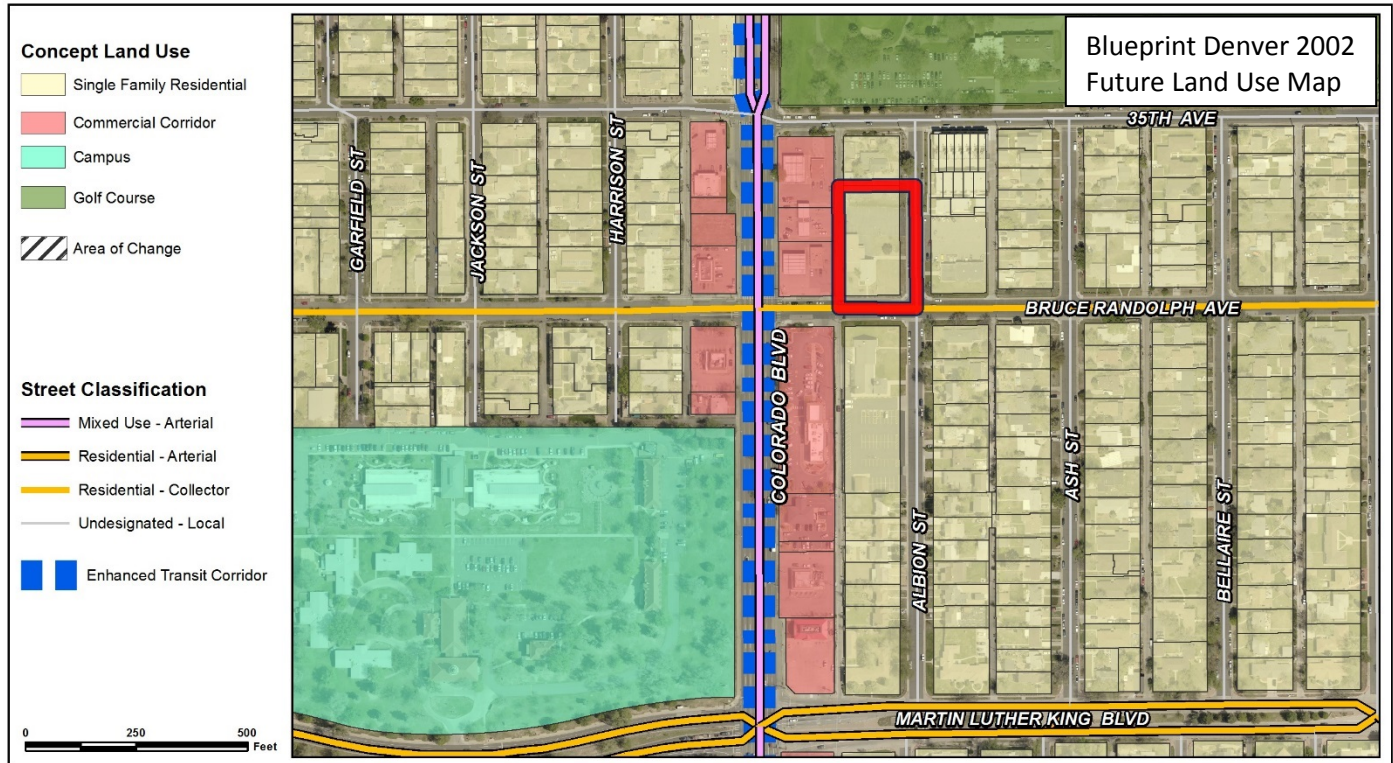 Concept Land Use
Single Family Residential
Commercial Corridor
Campus
Golf Course
Area of Change
Street Classification
Mixed Use - Arterial
Residential - Arterial
Residential - Collector
Undesignated - Local
Enhanced Transit Corridor
0 250 500
Feet
Blueprint Denver 2002
Future Land Use Map
35TH AVE
GARFIELD ST
JACKSON ST
HARRISON ST
BRUCE RANDOLPH AVE
COLORADO BLVD
ALBION ST
ASH ST
BELLAIRE ST
MARTIN LUTHER KING BLVD